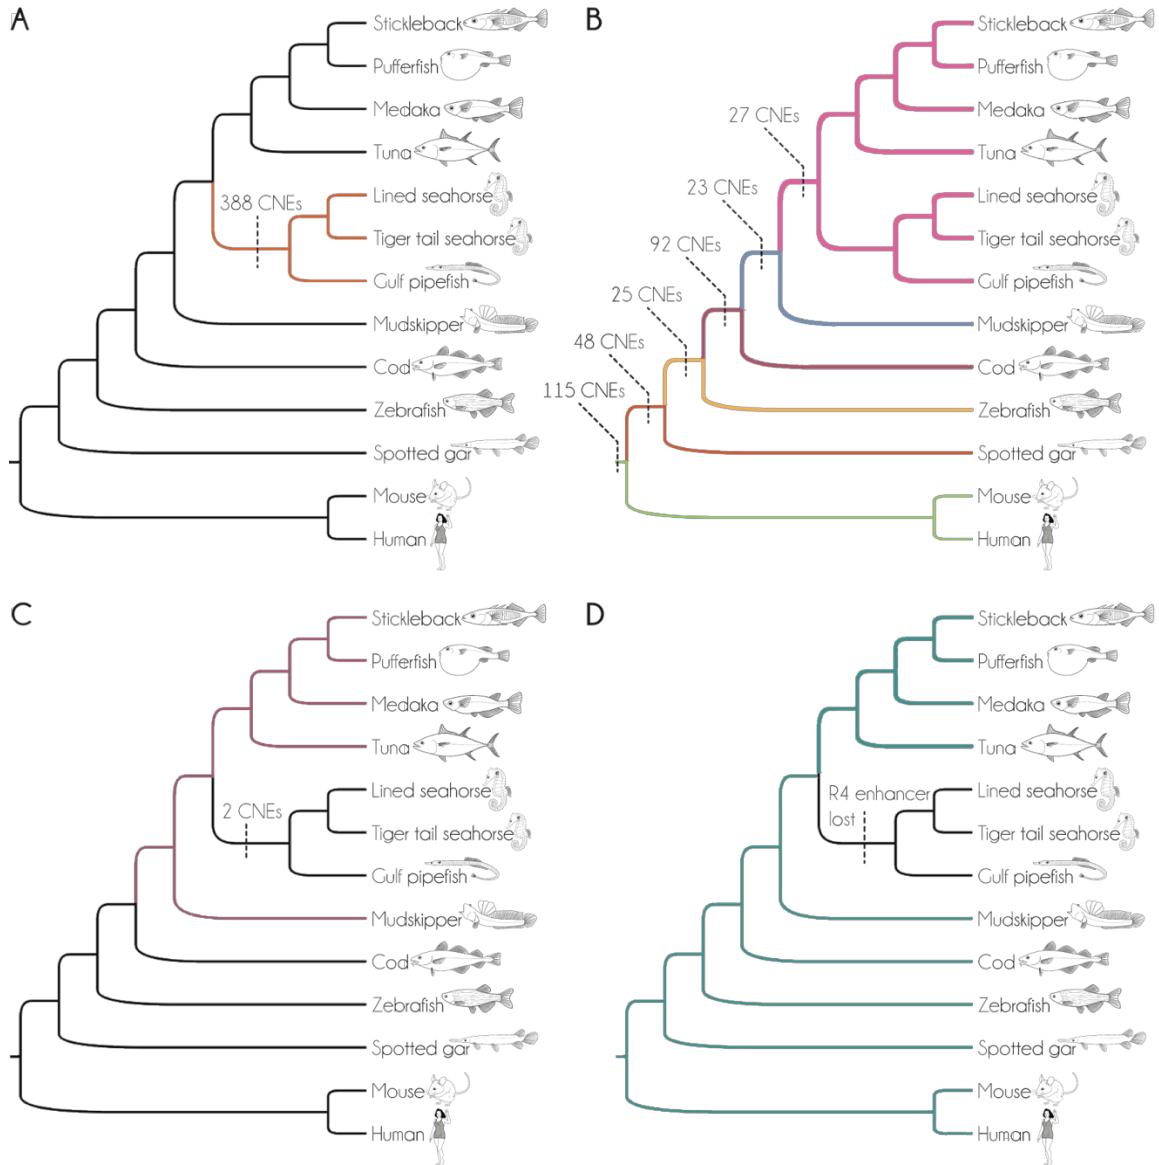 A
Stickleback
Pufferfish
Medaka
Tuna
388 CNEs
Lined seahorse
Tiger tail seahorse
Gulf pipefish
Mudskipper
Cod
Zebrafish
Spotted gar
Mouse
Human
B
Stickleback
Pufferfish
Medaka
27 CNEs
Tuna
23 CNEs
Lined seahorse
92 CNEs
Tiger tail seahorse
Gulf pipefish
25 CNEs
Mudskipper
48 CNEs
Cod
115 CNEs
Zebrafish
Spotted gar
Mouse
Human
C
Stickleback
Pufferfish
Medaka
Tuna
Lined seahorse
2 CNEs
Tiger tail seahorse
Gulf pipefish
Mudskipper
Cod
Zebrafish
Spotted gar
Mouse
Human
D
Stickleback
Pufferfish
Medaka
Tuna
R4 enhancer
lost
Lined seahorse
Tiger tail seahorse
Gulf pipefish
Mudskipper
Cod
Zebrafish
Spotted gar
Mouse
Human